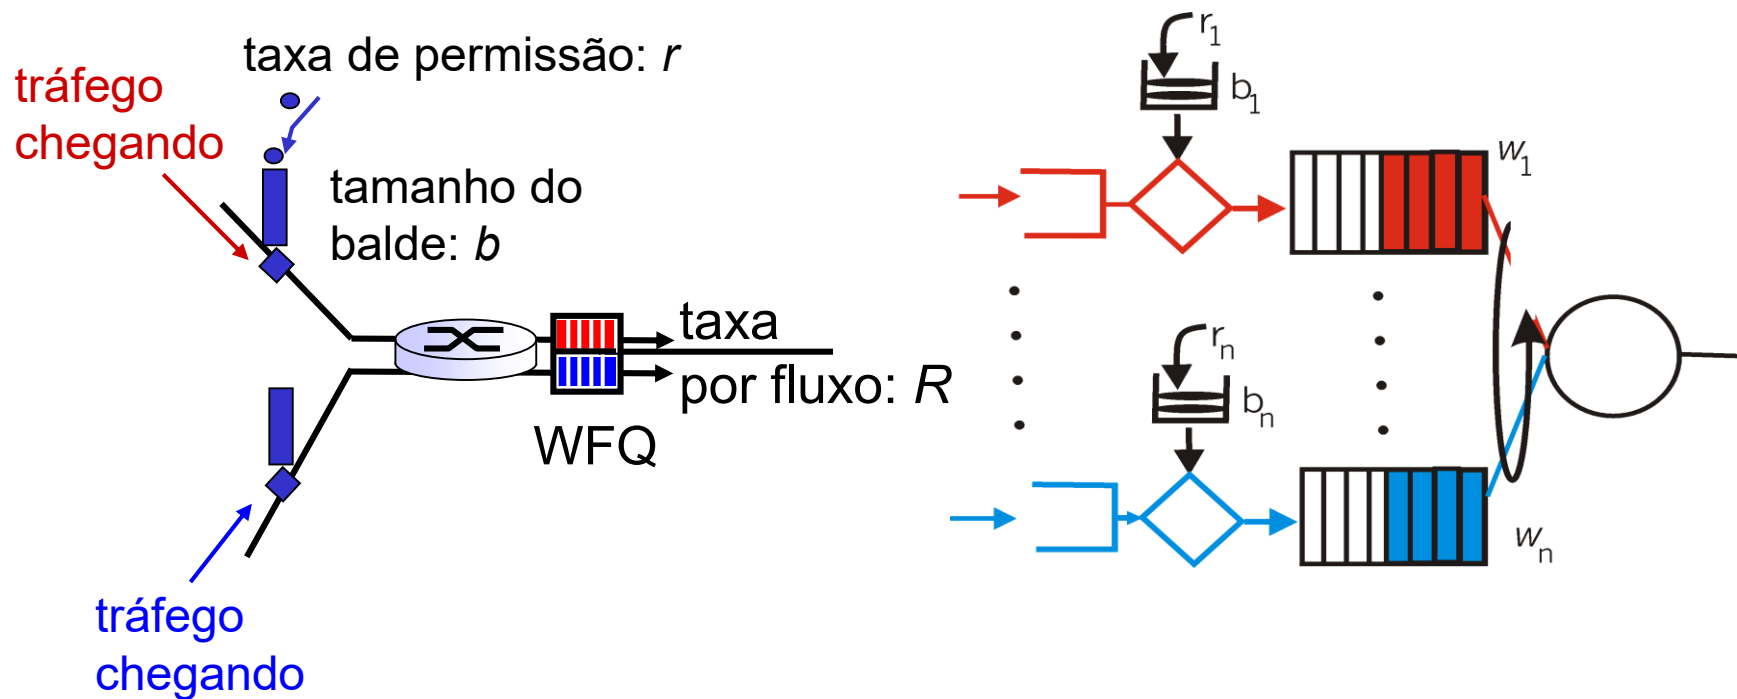 taxa de permissão: r
tráfego
chegando
tamanho do
balde: b
taxa
por fluxo: R
WFQ
tráfego
chegando
r1
b1
w1
rn
bn
wn